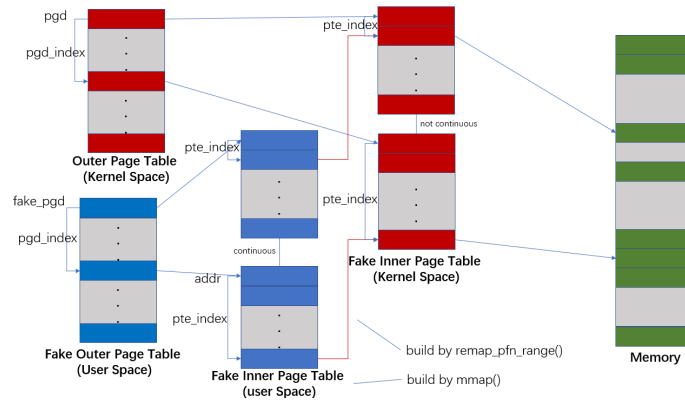 pgd
pgd_index
Outer Page Table
(Kernel Space)
pte_index
not continuous
pte_index
Fake Inner Page Table
(Kernel Space)
fake_pgd
pgd_index
Fake Outer Page Table
(User Space)
pte_index
continuous
addr
pte_index
Fake Inner Page Table
(user Space)
build by remap_pfn_range()
build by mmap()
Memory